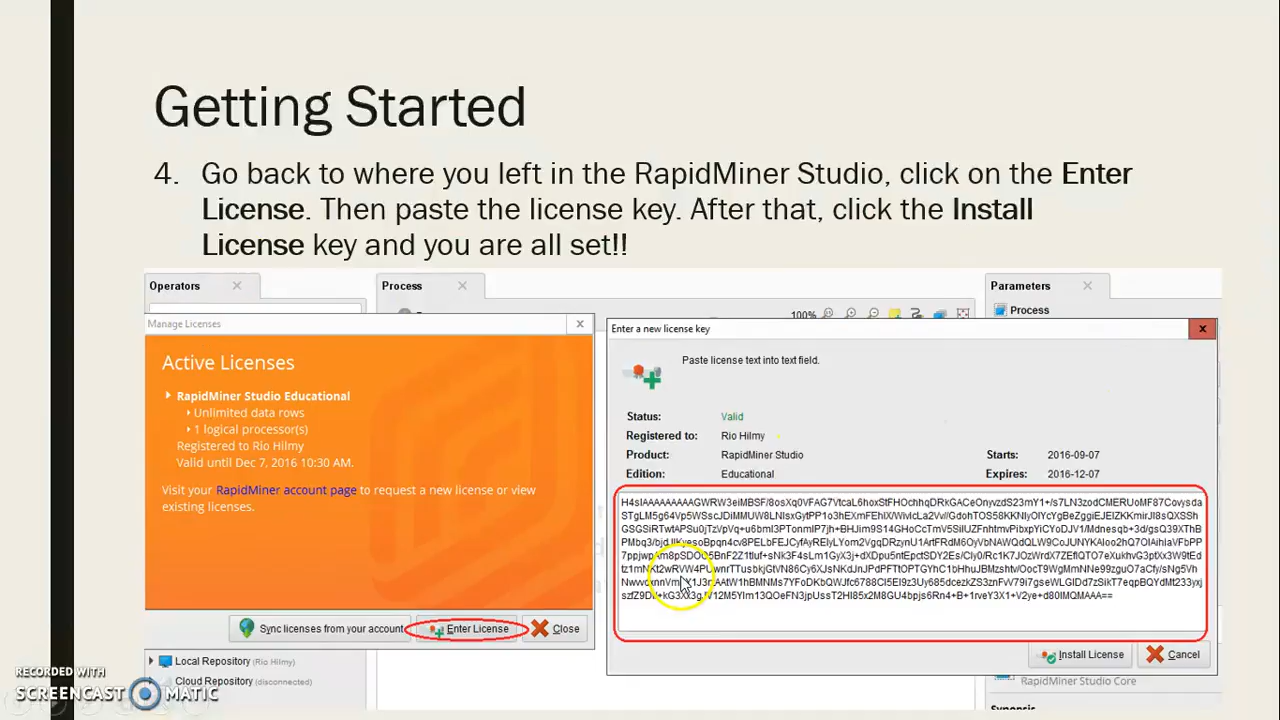 Getting Started
4. Go back to where you left in the RapidMiner Studio, click on the Enter
License. Then paste the license key. After that, click the Install
License key and you are all set!!
Operators
Process
Parameters
100%
Process
Manage Licenses
Active Licenses
RapidMiner Studio Educational
Unlimited data rows
1 logical processor(s)
Registered to Rio Hilmy
Valid until Dec 7, 2016 10:30 AM.
Visit your RapidMiner account page to request a new license or view
existing licenses.
Sync licenses from your account
Enter License
Close
Enter a new license key
Paste license text into text field.
Status: Valid
Registered to: Rio Hilmy
Product: RapidMiner Studio Starts: 2016-09-07
Edition: Educational Expires: 2016-12-07
Install License
Cancel
Local Repository (Rio Hilmy)
Cloud Repository (disconnected)
RapidMiner Studio Core
Synopsis
RECORDED WITH
SCREENCAST MATIC